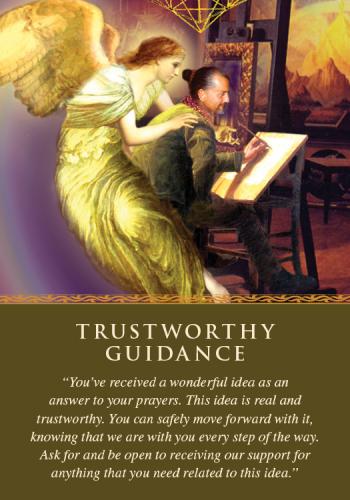 TRUSTWORTHY
GUIDANCE
“You’ve received a wonderful idea as an
answer to your prayers. This idea is real and
trustworthy. You can safely move forward with it,
knowing that we are with you every step of the way.
Ask for and be open to receiving our support for
anything that you need related to this idea.”